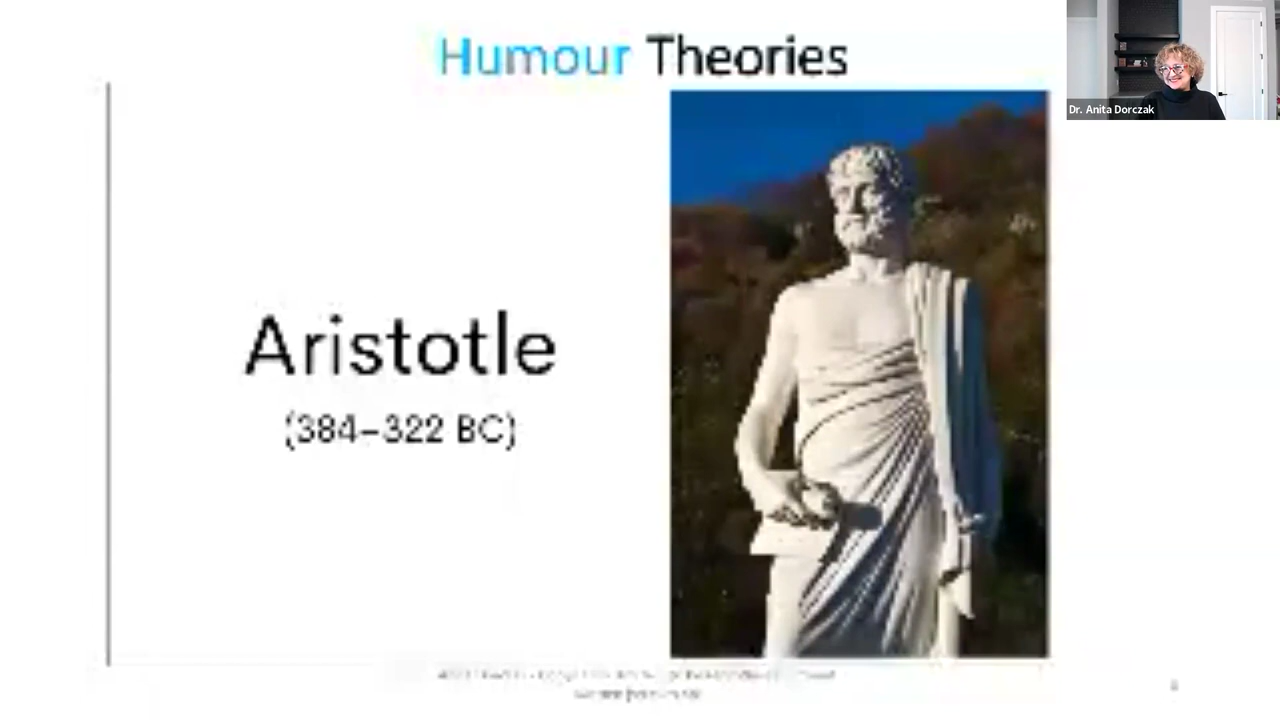 Humour Theories
Dr. Anita Dorczak
Aristotle
(384–322 BC)